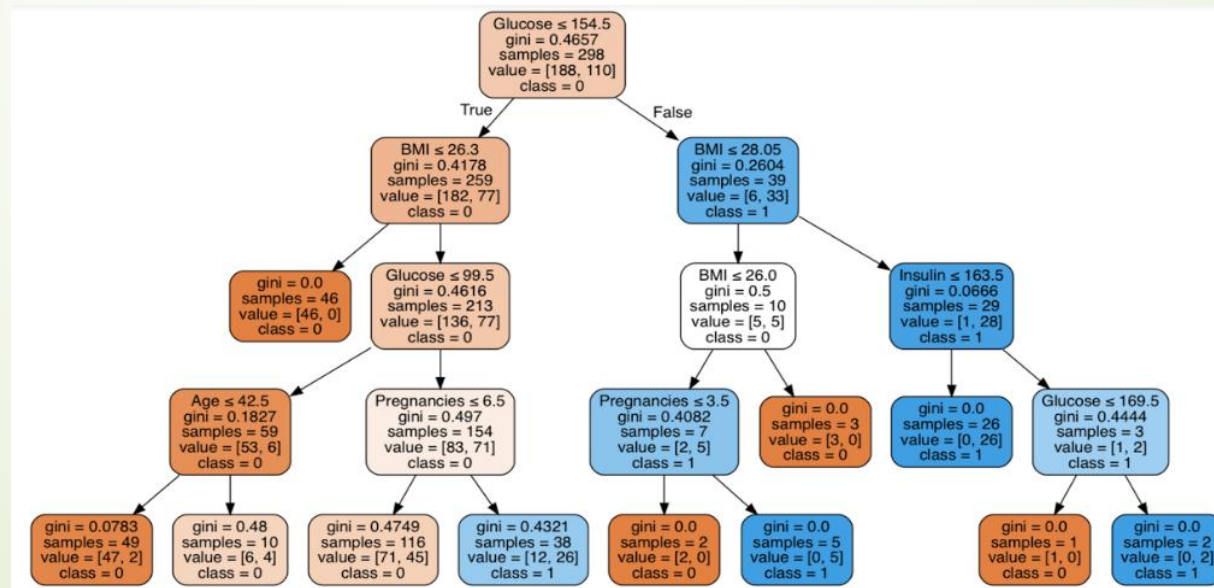 Glucose ≤ 154.5
gini = 0.4657
samples = 298
value = [188, 110]
class = 0
True
False
BMI ≤ 26.3
gini = 0.4178
samples = 259
value = [182, 77]
class = 0
BMI ≤ 28.05
gini = 0.2604
samples = 39
value = [6, 33]
class = 1
gini = 0.0
samples = 46
value = [46, 0]
class = 0
Glucose ≤ 99.5
gini = 0.4616
samples = 213
value = [136, 77]
class = 0
BMI ≤ 26.0
gini = 0.5
samples = 10
value = [5, 5]
class = 0
Insulin ≤ 163.5
gini = 0.0666
samples = 29
value = [1, 28]
class = 1
Age ≤ 42.5
gini = 0.1827
samples = 59
value = [53, 6]
class = 0
Pregnancies ≤ 6.5
gini = 0.497
samples = 154
value = [83, 71]
class = 0
Pregnancies ≤ 3.5
gini = 0.4082
samples = 7
value = [2, 5]
class = 1
gini = 0.0
samples = 3
value = [3, 0]
class = 0
gini = 0.0
samples = 26
value = [0, 26]
class = 1
Glucose ≤ 169.5
gini = 0.4444
samples = 3
value = [1, 2]
class = 1
gini = 0.0783
samples = 49
value = [47, 2]
class = 0
gini = 0.48
samples = 10
value = [6, 4]
class = 0
gini = 0.4749
samples = 116
value = [71, 45]
class = 0
gini = 0.4321
samples = 38
value = [12, 26]
class = 1
gini = 0.0
samples = 2
value = [2, 0]
class = 0
gini = 0.0
samples = 5
value = [0, 5]
class = 1
gini = 0.0
samples = 1
value = [1, 0]
class = 0
gini = 0.0
samples = 2
value = [0, 2]
class = 1